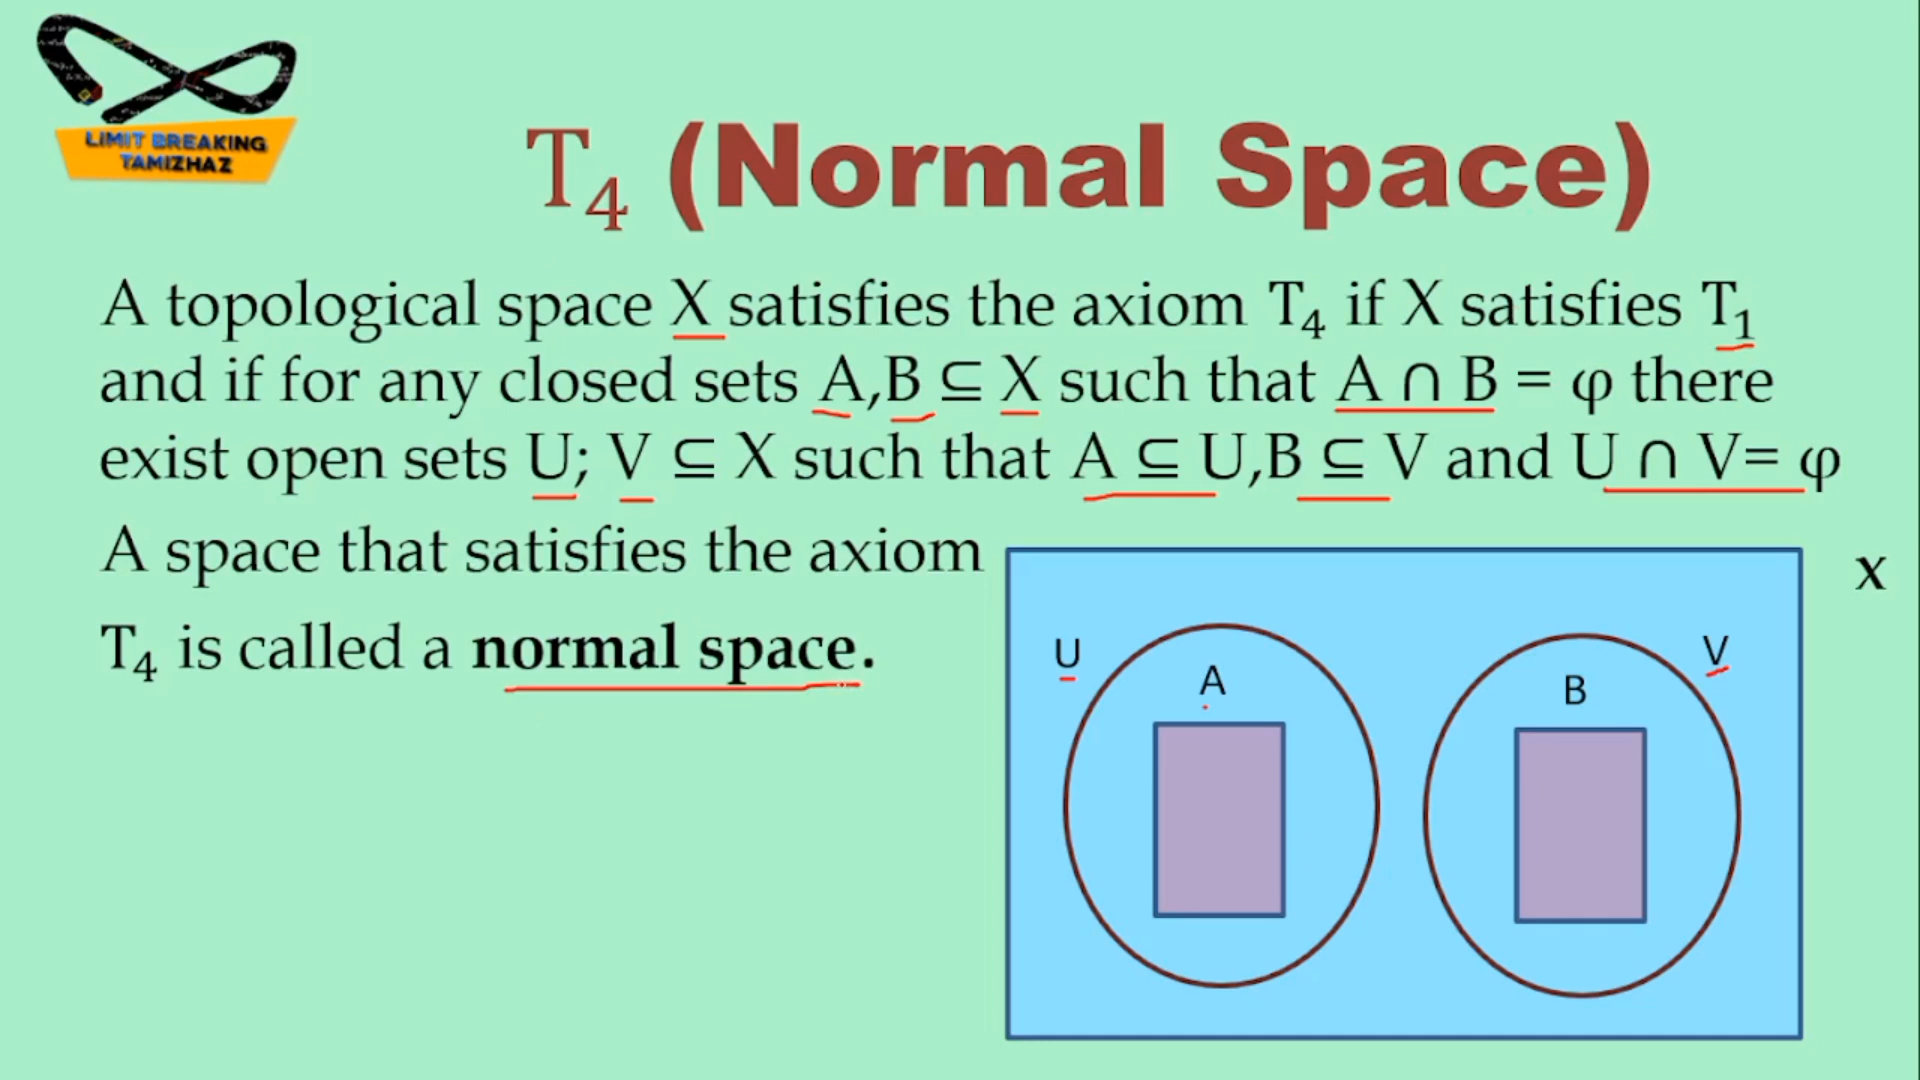 LIMIT BREAKING
TAMIZHAZ
T₄ (Normal Space)
A topological space X satisfies the axiom T₄ if X satisfies T₁
and if for any closed sets A,B ⊆ X such that A ∩ B = φ there
exist open sets U; V ⊆ X such that A ⊆ U,B ⊆ V and U ∩ V= φ
A space that satisfies the axiom
T₄ is called a normal space.
X
U
A
B
V